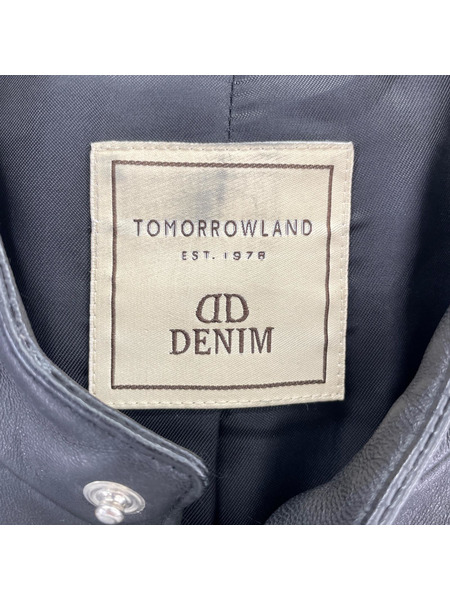 TOMORROWLAND
EST. 1978
DD
DENIM